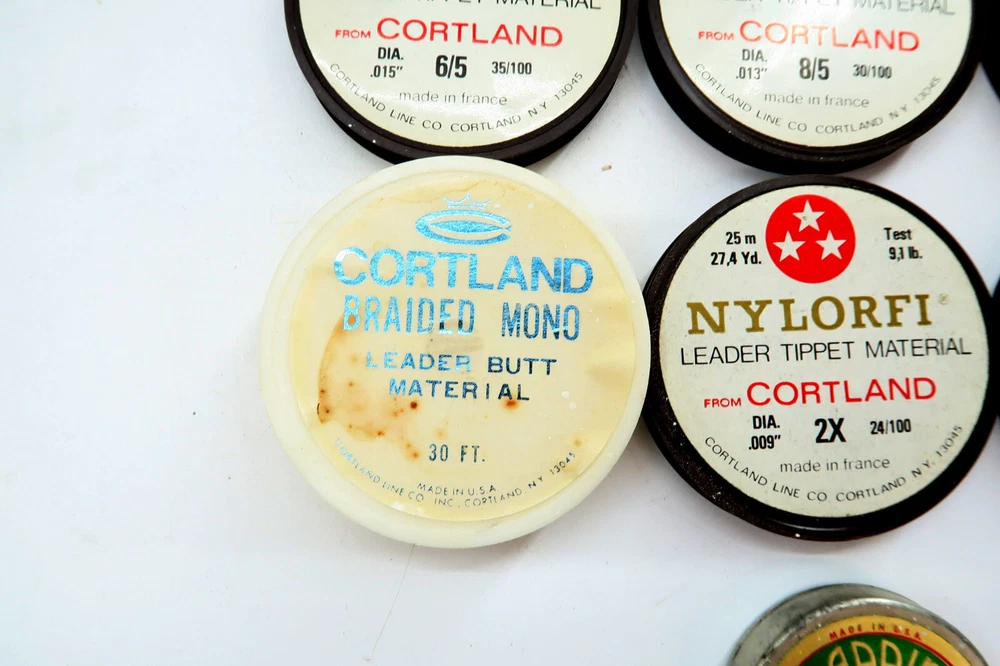 MATERIAL
FROM CORTLAND
DIA.
.015" 6/5 35/100
made in france
CORTLAND LINE CO CORTLAND N.Y. 13045
LEADER TIPPET MATERIAL
FROM CORTLAND
DIA.
.013" 8/5 30/100
made in france
CORTLAND LINE CO CORTLAND N.Y. 13045
CORTLAND
BRAIDED MONO
LEADER BUTT
MATERIAL
30 FT.
MADE IN U.S.A.
CORTLAND LINE CO. INC., CORTLAND, N.Y. 13045
25 m
27,4 Yd.
Test
9,1 lb.
NYLORFI®
LEADER TIPPET MATERIAL
FROM CORTLAND
DIA.
.009" 2X 24/100
made in france
CORTLAND LINE CO. CORTLAND N.Y. 13045
MADE IN U.S.A.